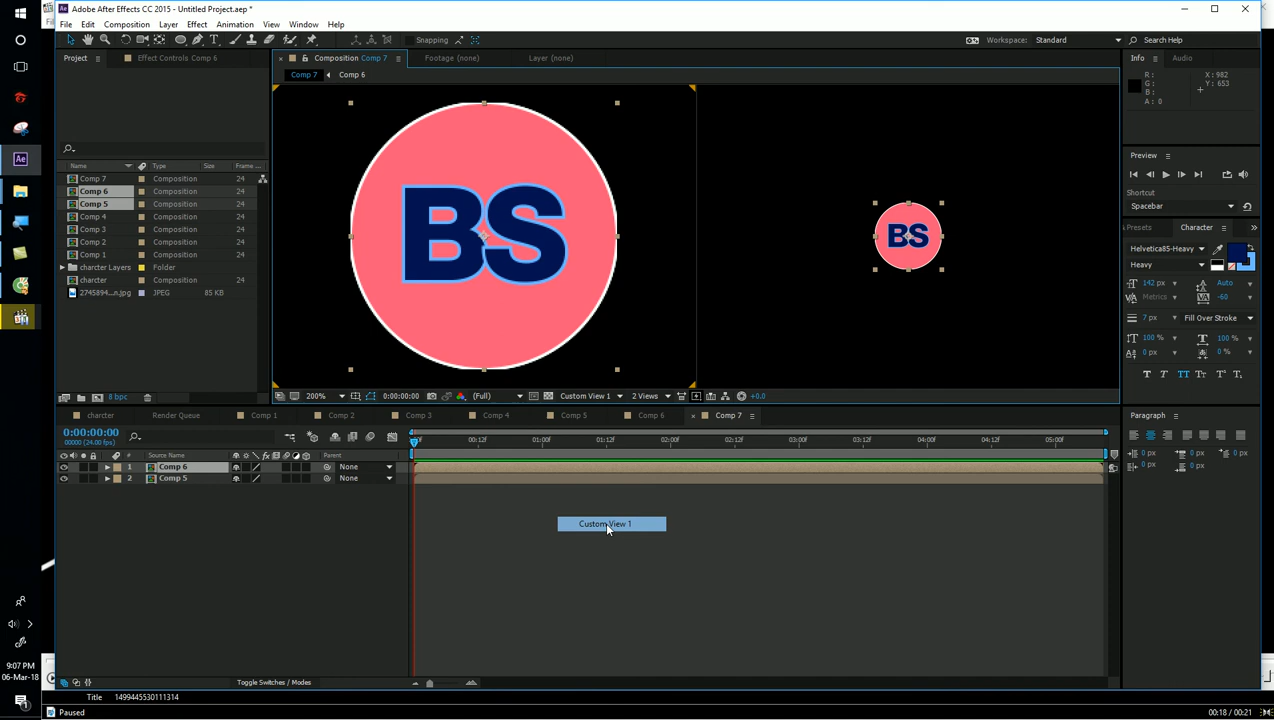 Adobe After Effects CC 2015 - Untitled Project.aep *
File Edit Composition Layer Effect Animation View Window Help
Snapping
Workspace: Standard
Search Help
Project
Effect Controls Comp 6
Composition Comp 7
Footage (none)
Layer (none)
Info
Audio
Comp 7
Comp 6
R:
G:
B:
A: 0
X: 982
Y: 653
BS
BS
Preview
Shortcut
Spacebar
Name
Type
Size
Frame ...
Comp 7 Composition 24
Comp 6 Composition 24
Comp 5 Composition 24
Comp 4 Composition 24
Comp 3 Composition 24
Comp 2 Composition 24
Comp 1 Composition 24
charcter Layers Folder
charcter Composition 24
2745894...n.jpg JPEG 85 KB
Presets
Character
Helvetica85-Heavy
Heavy
142 px
Auto
Metrics
-60
7 px
Fill Over Stroke
100 %
100 %
0 px
0 %
8 bpc
200%
0:00:00:00
(Full)
Custom View 1
2 Views
+0.0
charcter
Render Queue
Comp 1
Comp 2
Comp 3
Comp 4
Comp 5
Comp 6
Comp 7
Paragraph
0:00:00:00
00000 (24.00 fps)
00:12f
01:00f
01:12f
02:00f
02:12f
03:00f
03:12f
04:00f
04:12f
05:00f
# Source Name
Parent
1 Comp 6 None
2 Comp 5 None
0 px
0 px
0 px
0 px
0 px
Custom View 1
Toggle Switches / Modes
9:07 PM
06-Mar-18
Title 1499445530111314
Paused
00:18 / 00:21